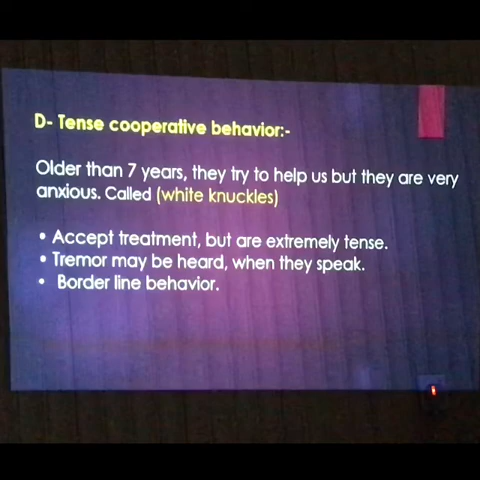 D- Tense cooperative behavior:-
Older than 7 years, they try to help us but they are very
anxious. Called (white knuckles)
• Accept treatment, but are extremely tense.
• Tremor may be heard, when they speak.
• Border line behavior.